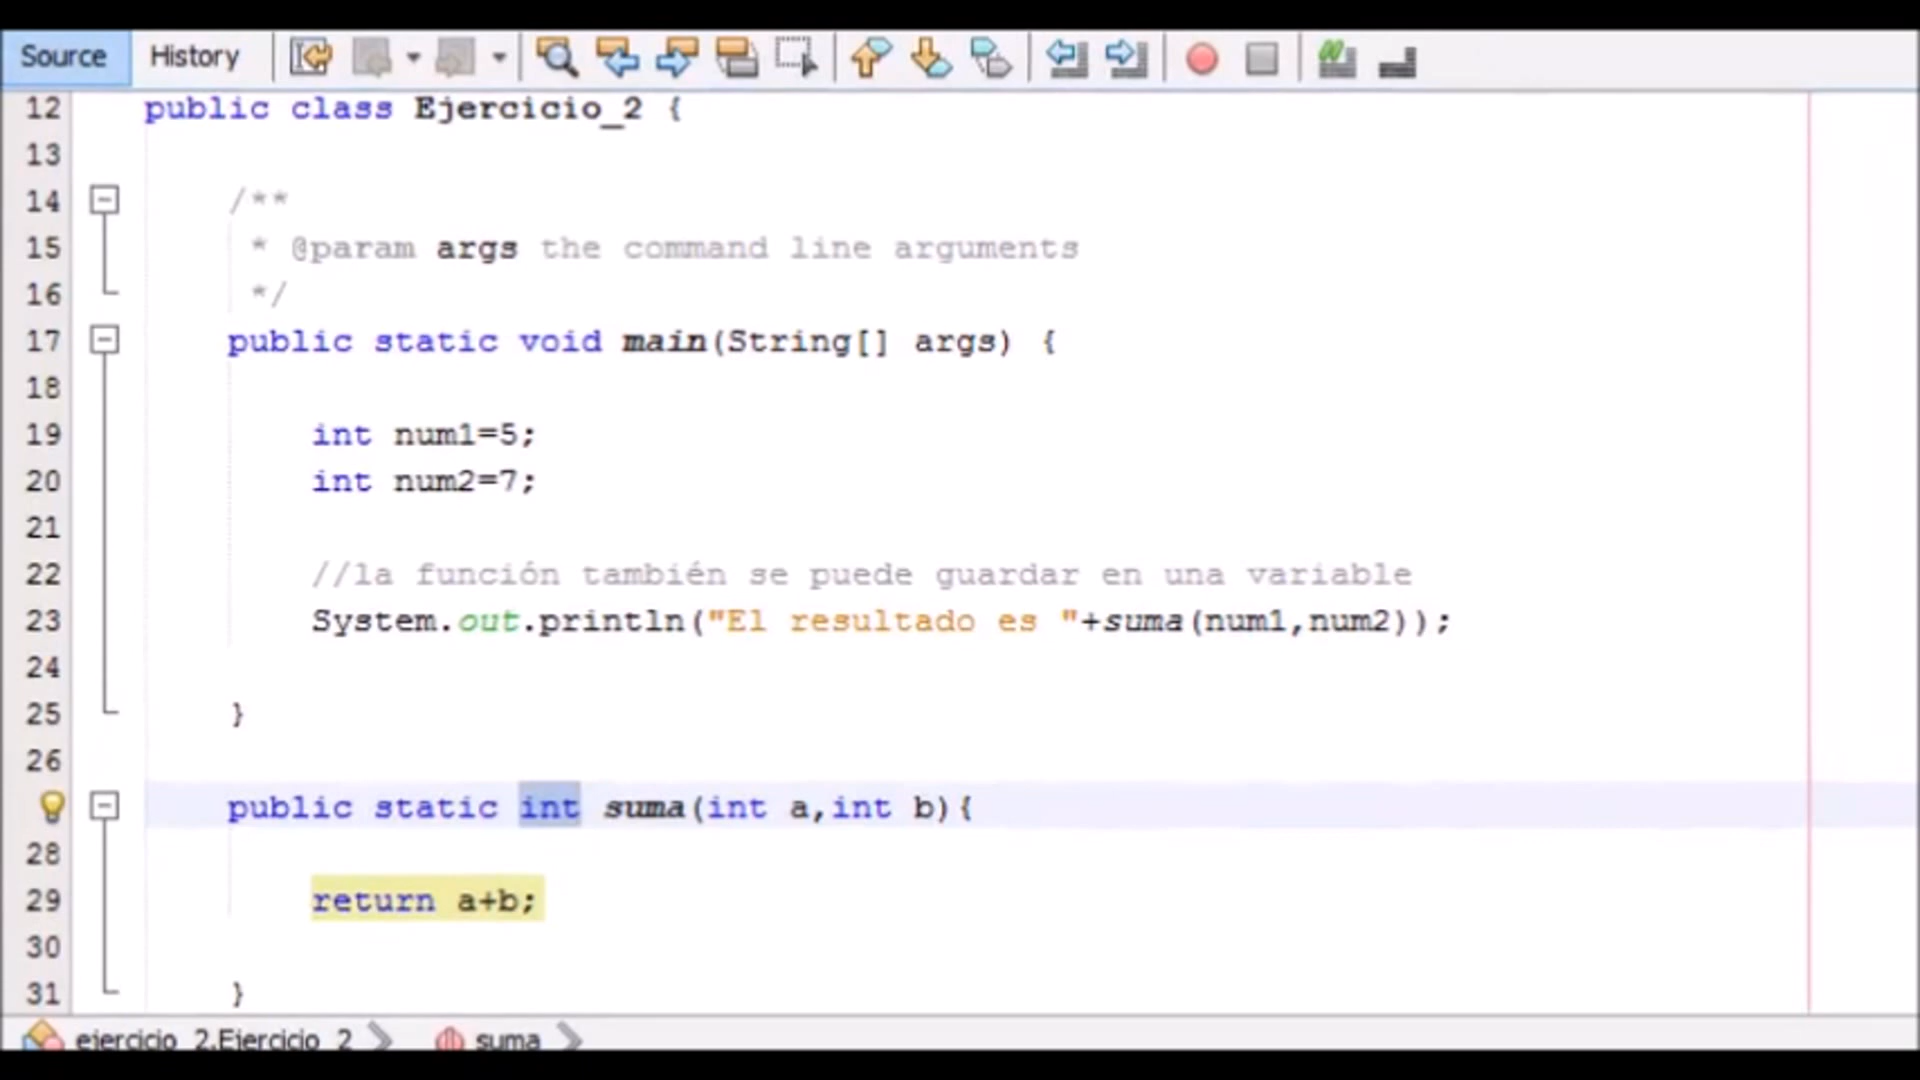 Source History
12 public class Ejercicio_2 {
13
14 /**
15 * @param args the command line arguments
16 */
17 public static void main(String[] args) {
18
19 int num1=5;
20 int num2=7;
21
22 //la función también se puede guardar en una variable
23 System.out.println("El resultado es "+suma(num1,num2));
24
25 }
26
public static int suma(int a,int b){
28
29 return a+b;
30
31 }
ejercicio_2.Ejercicio_2 suma